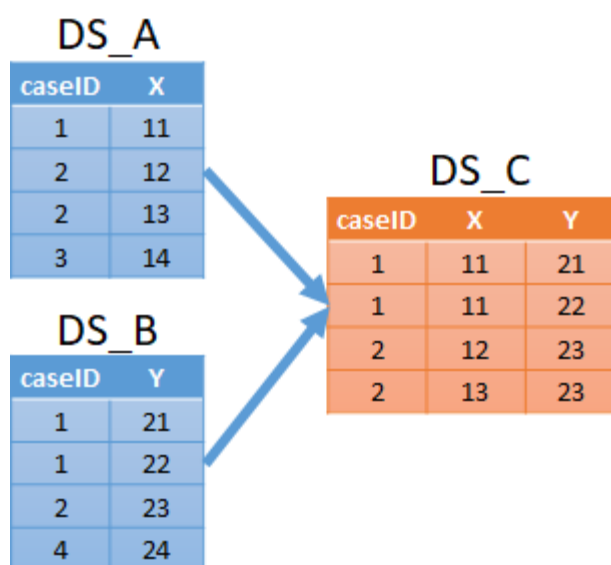 DS_A
caseID X
1 11
2 12
2 13
3 14
DS_B
caseID Y
1 21
1 22
2 23
4 24
DS_C
caseID X Y
1 11 21
1 11 22
2 12 23
2 13 23